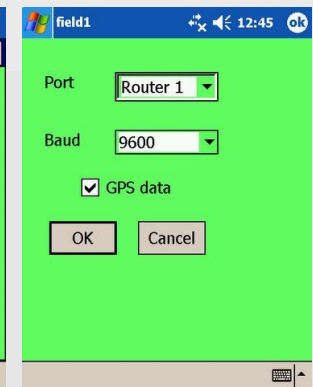 field1 12:45 ok
Port Router 1
Baud 9600
GPS data
OK Cancel